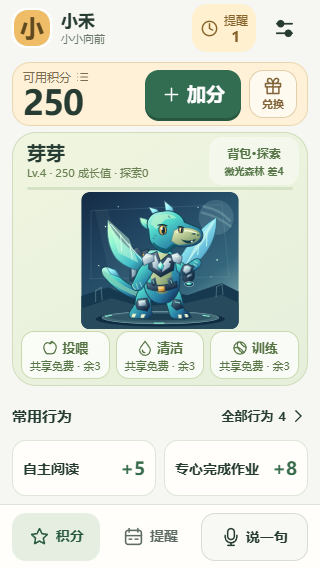 小
小禾
小小向前
提醒
1
可用积分
250
加分
兑换
芽芽
Lv.4 · 250 成长值 · 探索0
背包•探索
微光森林 差4
投喂
共享免费 · 余3
清洁
共享免费 · 余3
训练
共享免费 · 余3
常用行为
全部行为 4
自主阅读 +5
专心完成作业 +8
积分
提醒
说一句